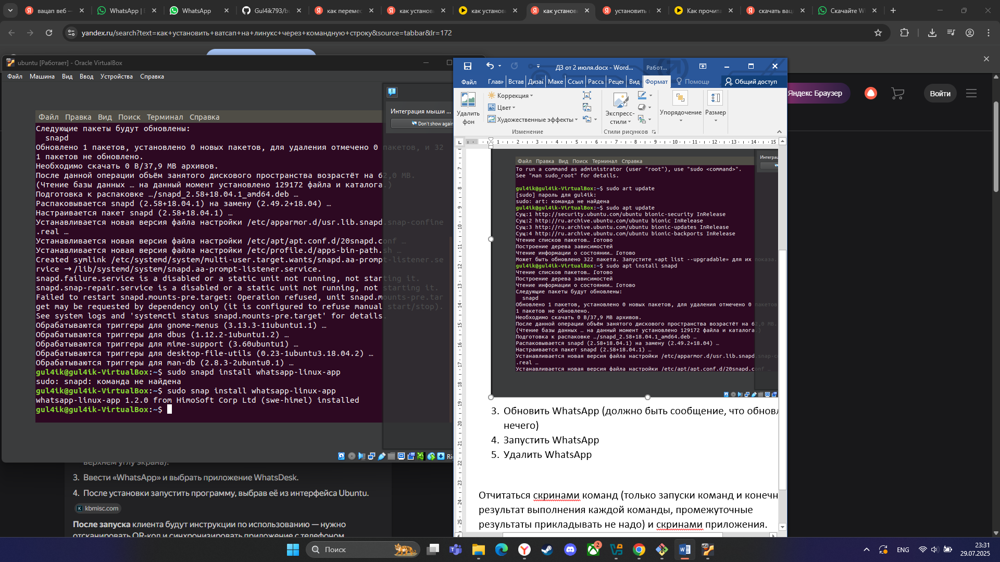 вацап веб —
WhatsApp | 
WhatsApp
Gul4ik793/b
как перемес
как установ
как установ
как установ
установить
Как прочита
скачать вац
Скачайте W
yandex.ru/search?text=как+установить+ватсап+на+линукс+через+командную+строку&source=tabbar&lr=172
ubuntu [Работает] - Oracle VirtualBox
Файл Машина Вид Ввод Устройства Справка
Интеграция мыши ...
Don't show again
Файл Правка Вид Поиск Терминал Справка
Следующие пакеты будут обновлены:
snapd
Обновлено 1 пакетов, установлено 0 новых пакетов, для удаления отмечено 0 пакетов, и 32
1 пакетов не обновлено.
Необходимо скачать 0 B/37,9 MB архивов.
После данной операции объём занятого дискового пространства возрастёт на 62,0 MB.
(Чтение базы данных … на данный момент установлено 129172 файла и каталога.)
Подготовка к распаковке …/snapd_2.58+18.04.1_amd64.deb …
Распаковывается snapd (2.58+18.04.1) на замену (2.49.2+18.04) …
Настраивается пакет snapd (2.58+18.04.1) …
Устанавливается новая версия файла настройки /etc/apparmor.d/usr.lib.snapd.snap-confine
.real …
Устанавливается новая версия файла настройки /etc/apt/apt.conf.d/20snapd.conf …
Устанавливается новая версия файла настройки /etc/profile.d/apps-bin-path.sh …
Created symlink /etc/systemd/system/multi-user.target.wants/snapd.aa-prompt-listener.se
rvice → /lib/systemd/system/snapd.aa-prompt-listener.service.
snapd.failure.service is a disabled or a static unit not running, not starting it.
snapd.snap-repair.service is a disabled or a static unit not running, not starting it.
Failed to restart snapd.mounts-pre.target: Operation refused, unit snapd.mounts-pre.tar
get may be requested by dependency only (it is configured to refuse manual start/stop).
See system logs and 'systemctl status snapd.mounts-pre.target' for details.
Обрабатываются триггеры для gnome-menus (3.13.3-11ubuntu1.1) …
Обрабатываются триггеры для dbus (1.12.2-1ubuntu1.2) …
Обрабатываются триггеры для mime-support (3.60ubuntu1) …
Обрабатываются триггеры для desktop-file-utils (0.23-1ubuntu3.18.04.2) …
Обрабатываются триггеры для man-db (2.8.3-2ubuntu0.1) …
gul4ik@gul4ik-VirtualBox:~$ sudo snapd install whatsapp-linux-app
sudo: snapd: команда не найдена
gul4ik@gul4ik-VirtualBox:~$ sudo snap install whatsapp-linux-app
whatsapp-linux-app 1.2.0 from HimoSoft Corp Ltd (swe-himel) installed
gul4ik@gul4ik-VirtualBox:~$
верхнем углу экрана).
3. Ввести «WhatsApp» и выбрать приложение WhatsDesk.
4. После установки запустить программу, выбрав её из интерфейса Ubuntu.
kbmisc.com
После запуска клиента будут инструкции по использованию — нужно
отсканировать QR-код и синхронизировать приложение с телефоном
ДЗ от 2 июля.docx - Word...
Работ...
Файл Главн Встав Дизай Маке Ссыл Рассы Рецен Вид Формат Помощн Общий доступ
Удалить фон
Коррекция
Цвет
Художественные эффекты
Изменение
Экспресс-стили
Стили рисунков
Упорядочение
Размер
Яндекс Браузер
Войти
1 2 3 4 5 6 7 8 9 10 11 12 13 14 15
Интеграц
Файл Правка Вид Поиск Терминал Справка
To run a command as administrator (user "root"), use "sudo <command>".
See "man sudo_root" for details.
gul4ik@gul4ik-VirtualBox:~$ sudo art update
[sudo] пароль для gul4ik:
sudo: art: команда не найдена
gul4ik@gul4ik-VirtualBox:~$ sudo apt update
Сущ:1 http://security.ubuntu.com/ubuntu bionic-security InRelease
Сущ:2 http://ru.archive.ubuntu.com/ubuntu bionic InRelease
Сущ:3 http://ru.archive.ubuntu.com/ubuntu bionic-updates InRelease
Сущ:4 http://ru.archive.ubuntu.com/ubuntu bionic-backports InRelease
Чтение списков пакетов… Готово
Построение дерева зависимостей
Чтение информации о состоянии… Готово
Может быть обновлено 322 пакета. Запустите «apt list --upgradable» для их показа.
gul4ik@gul4ik-VirtualBox:~$ sudo apt install snapd
Чтение списков пакетов… Готово
Построение дерева зависимостей
Чтение информации о состоянии… Готово
Следующие пакеты будут обновлены:
snapd
Обновлено 1 пакетов, установлено 0 новых пакетов, для удаления отмечено 0 пакетов
1 пакетов не обновлено.
Необходимо скачать 0 B/37,9 MB архивов.
После данной операции объём занятого дискового пространства возрастёт на 62,0 MB.
(Чтение базы данных … на данный момент установлено 129172 файла и каталога.)
Подготовка к распаковке …/snapd_2.58+18.04.1_amd64.deb …
Распаковывается snapd (2.58+18.04.1) на замену (2.49.2+18.04) …
Настраивается пакет snapd (2.58+18.04.1) …
Устанавливается новая версия файла настройки /etc/apparmor.d/usr.lib.snapd.snap-c
.real …
Устанавливается новая версия файла настройки /etc/apt/apt.conf.d/20snapd.conf …
3. Обновить WhatsApp (должно быть сообщение, что обновл
нечего)
4. Запустить WhatsApp
5. Удалить WhatsApp
Отчитаться скринами команд (только запуски команд и конечн
результат выполнения каждой команды, промежуточные
результаты прикладывать не надо) и скринами приложения.
Поиск
2
ENG
23:31
29.07.2025